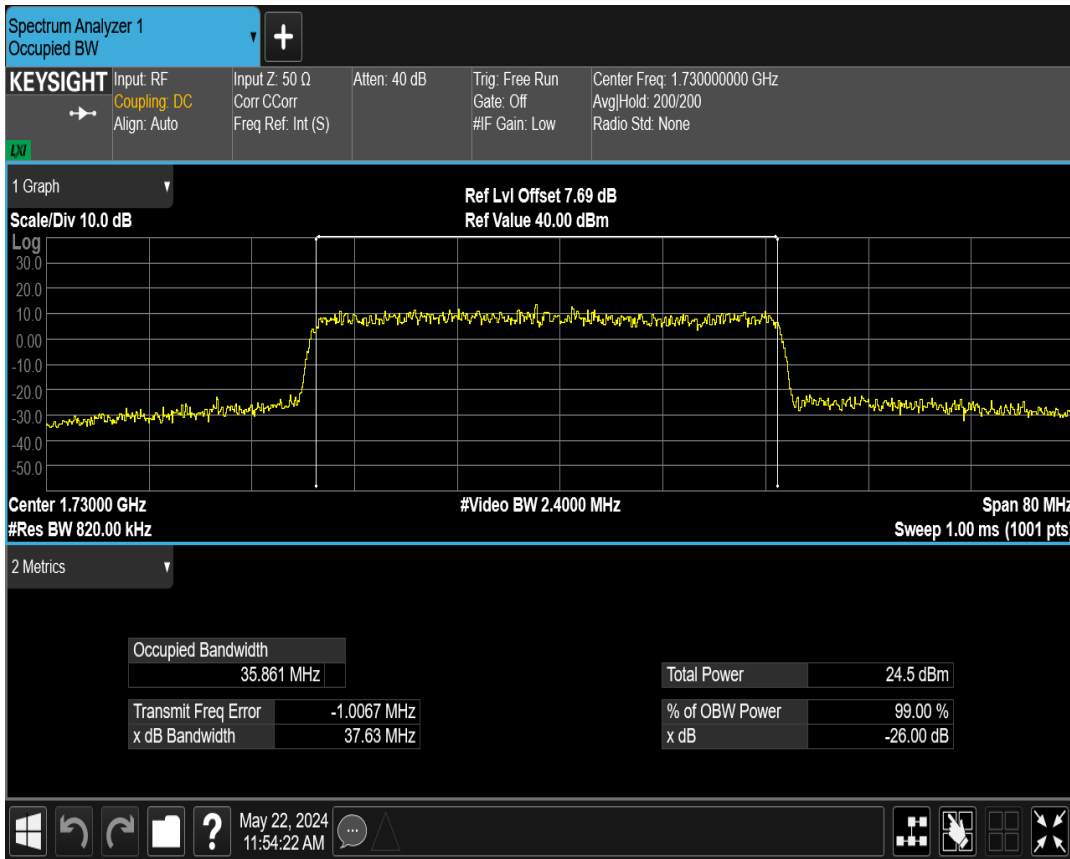 Spectrum Analyzer 1
Occupied BW
+
KEYSIGHT
LXI
Input: RF
Coupling: DC
Align: Auto
Input Z: 50 Ω
Corr CCorr
Freq Ref: Int (S)
Atten: 40 dB
Trig: Free Run
Gate: Off
#IF Gain: Low
Center Freq: 1.730000000 GHz
Avg|Hold: 200/200
Radio Std: None
1 Graph
Scale/Div 10.0 dB
Ref Lvl Offset 7.69 dB
Ref Value 40.00 dBm
Log
30.0
20.0
10.0
0.00
-10.0
-20.0
-30.0
-40.0
-50.0
Center 1.73000 GHz
#Video BW 2.4000 MHz
Span 80 MHz
#Res BW 820.00 kHz
Sweep 1.00 ms (1001 pts)
2 Metrics
Occupied Bandwidth
35.861 MHz
Total Power 24.5 dBm
Transmit Freq Error -1.0067 MHz
% of OBW Power 99.00 %
x dB Bandwidth 37.63 MHz
x dB -26.00 dB
?
May 22, 2024
11:54:22 AM